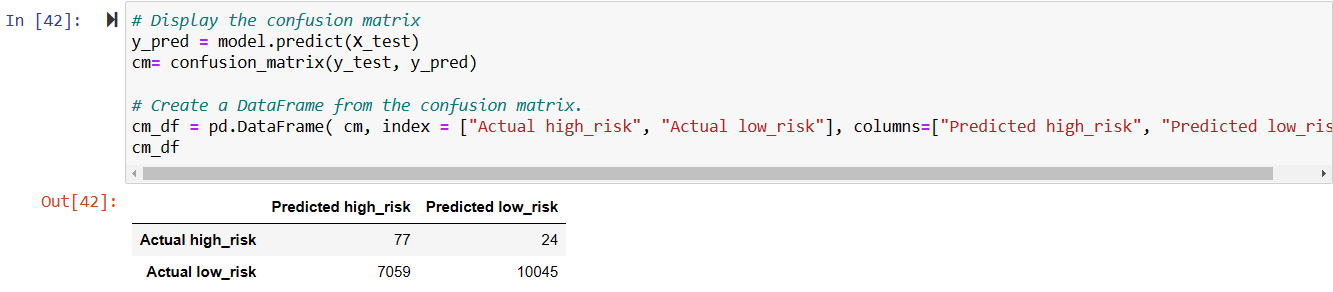 In [42]:
# Display the confusion matrix
y_pred = model.predict(X_test)
cm= confusion_matrix(y_test, y_pred)
# Create a DataFrame from the confusion matrix.
cm_df = pd.DataFrame( cm, index = ["Actual high_risk", "Actual low_risk"], columns=["Predicted high_risk", "Predicted low_ris
cm_df
Out[42]:
Predicted high_risk Predicted low_risk
Actual high_risk 77 24
Actual low_risk 7059 10045